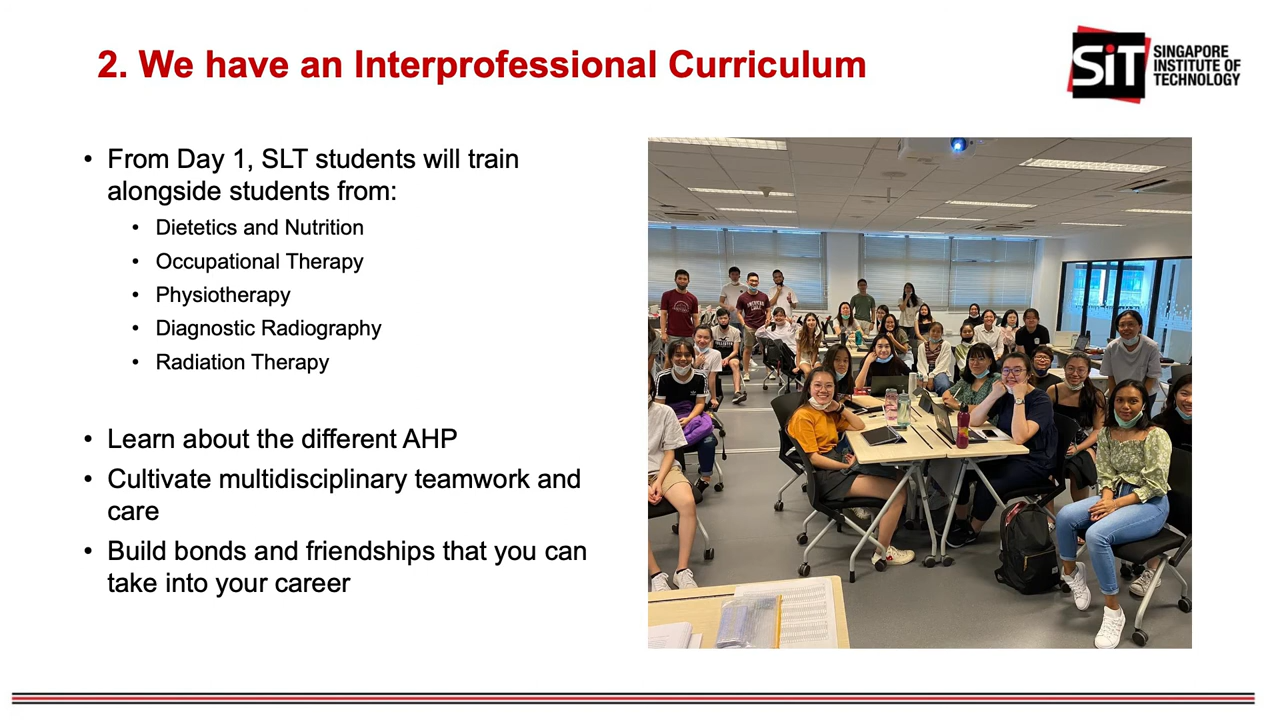 2. We have an Interprofessional Curriculum
SiT
SINGAPORE
INSTITUTE OF
TECHNOLOGY
• From Day 1, SLT students will train
alongside students from:
• Dietetics and Nutrition
• Occupational Therapy
• Physiotherapy
• Diagnostic Radiography
• Radiation Therapy
• Learn about the different AHP
• Cultivate multidisciplinary teamwork and
care
• Build bonds and friendships that you can
take into your career